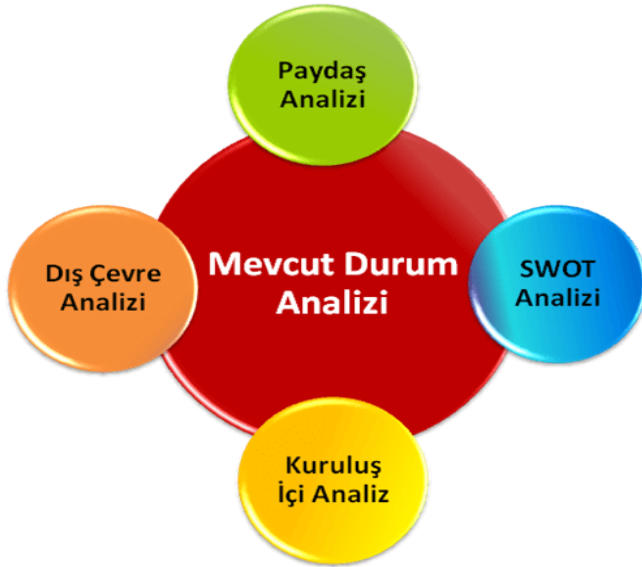 Paydaş
Analizi
Dış Çevre
Analizi
Mevcut Durum
Analizi
SWOT
Analizi
Kuruluş
İçi Analiz